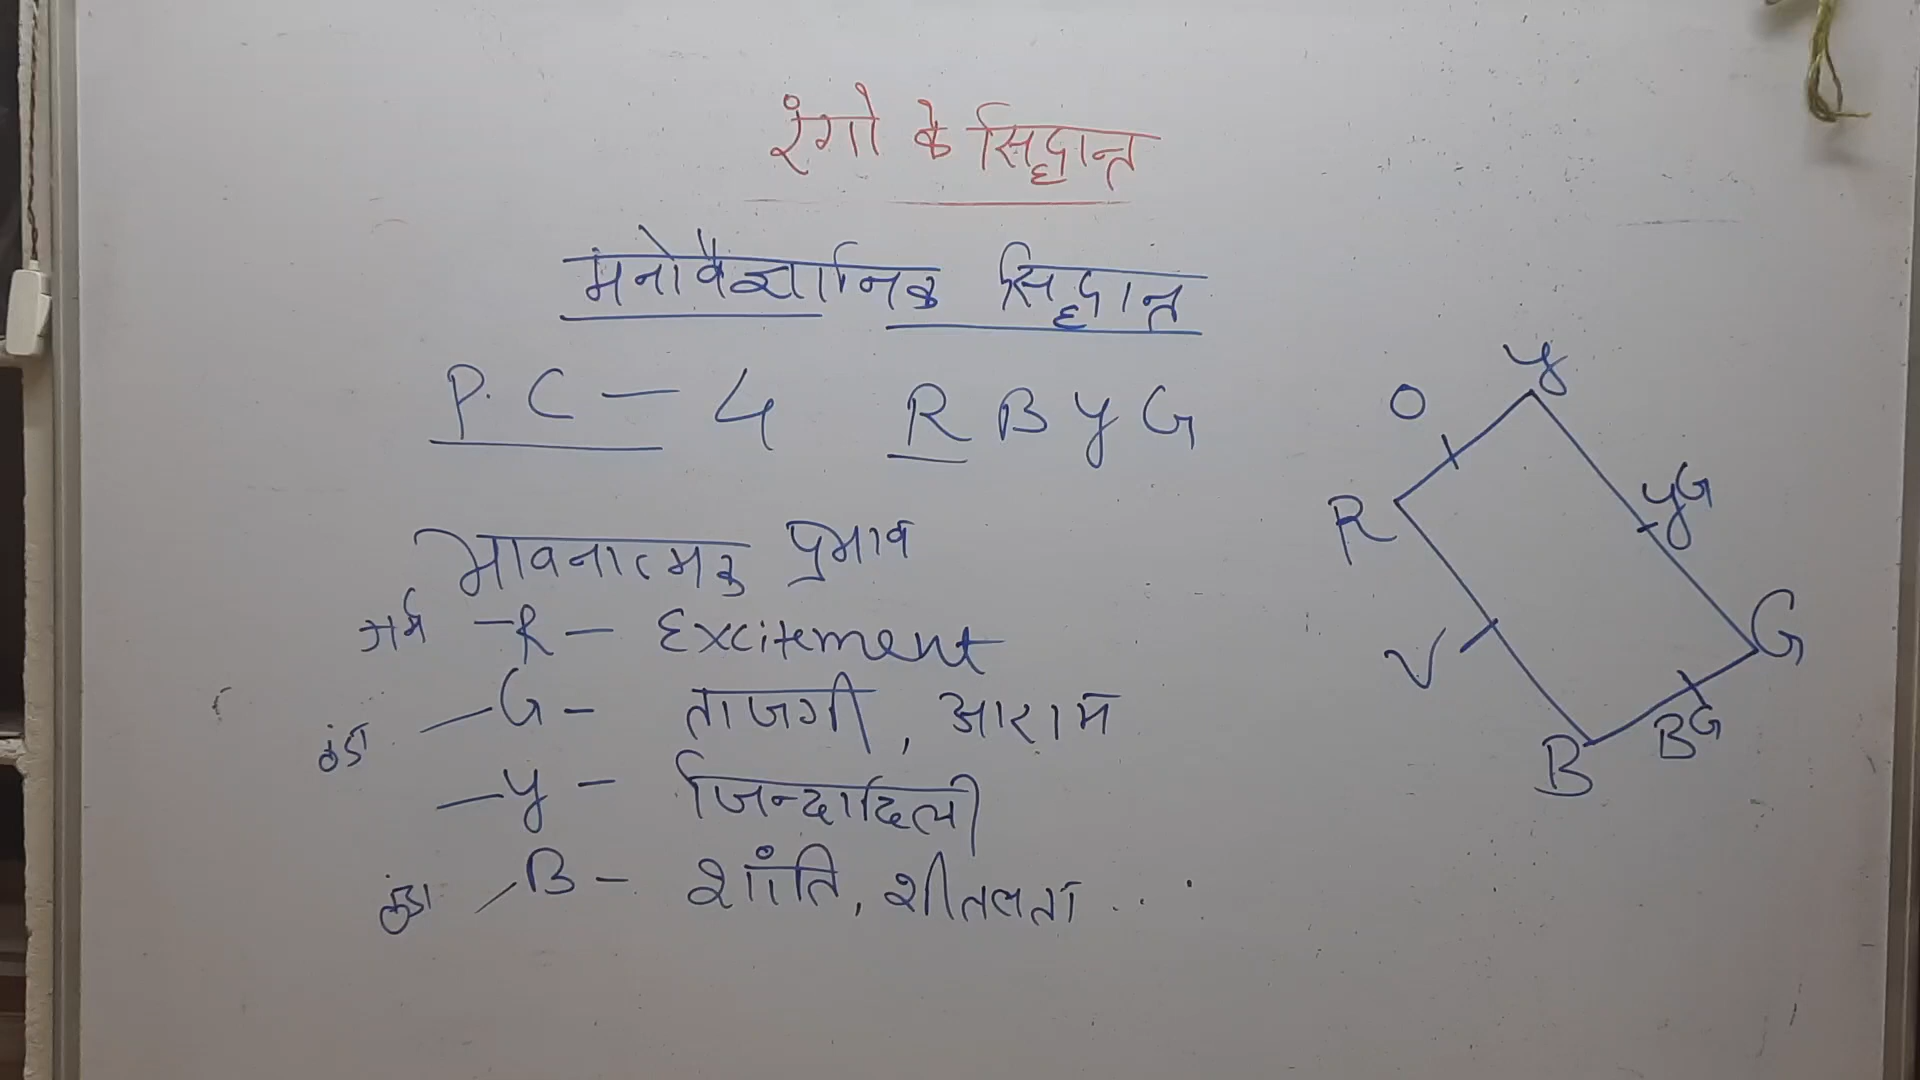 रंगो के सिद्धान्त
मनोवैज्ञानिक सिद्धान्त
P.C - 4 R B Y G
भावनात्मक प्रभाव
गर्म - R - Excitement
ठंडा - G - ताजगी, आराम
- Y - जिन्दादिली
ठंडा - B - शांति, शीतलता ...
Y
O
YG
R
G
V
BG
B